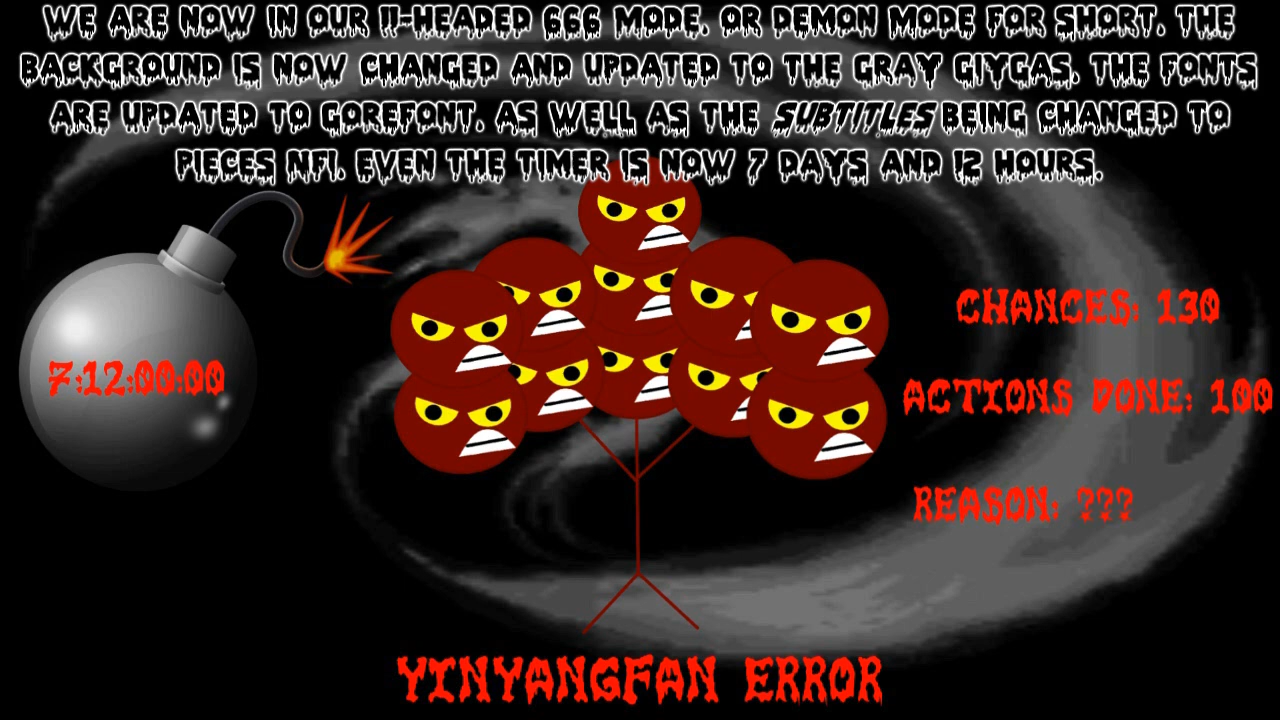 WE ARE NOW IN OUR 11-HEADED 666 MODE. OR DEMON MODE FOR SHORT. THE
BACKGROUND IS NOW CHANGED AND UPDATED TO THE GRAY GIYGAS. THE FONTS
ARE UPDATED TO GOREFONT. AS WELL AS THE SUBTITLES BEING CHANGED TO
PIECES NFI. EVEN THE TIMER IS NOW 7 DAYS AND 12 HOURS.
7:12:00:00
CHANCES: 130
ACTIONS DONE: 100
REASON: ???
YINYANGFAN ERROR